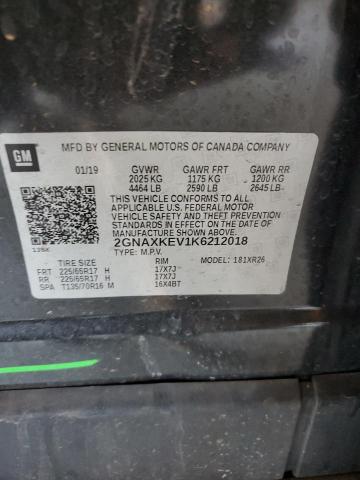 GM
MFD BY GENERAL MOTORS OF CANADA COMPANY
01/19 GVWR GAWR FRT GAWR RR
2025 KG 1175 KG 1200 KG
4464 LB 2590 LB 2645 LB
THIS VEHICLE CONFORMS TO ALL APPLICABLE
U.S. FEDERAL MOTOR
VEHICLE SAFETY AND THEFT PREVENTION
STANDARDS IN EFFECT ON THE DATE OF
MANUFACTURE SHOWN ABOVE.
2GNAXKEV1K6212018
TYPE: M.P.V. MODEL: 181XR26
TIRE SIZE RIM
FRT 225/65R17 H 17X7J
RR 225/65R17 H 17X7J
SPA T135/70R16 M 16X4BT